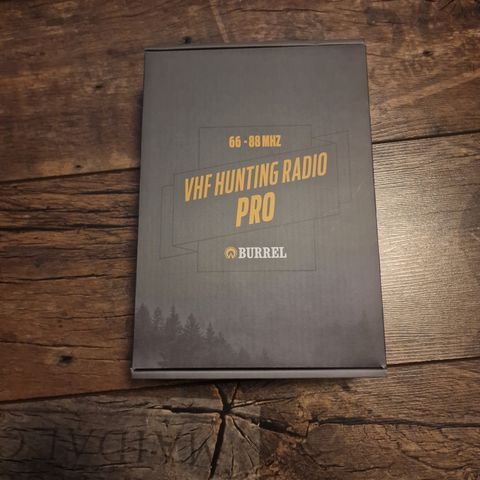 66 - 88 MHZ
VHF HUNTING RADIO
PRO
BURREL